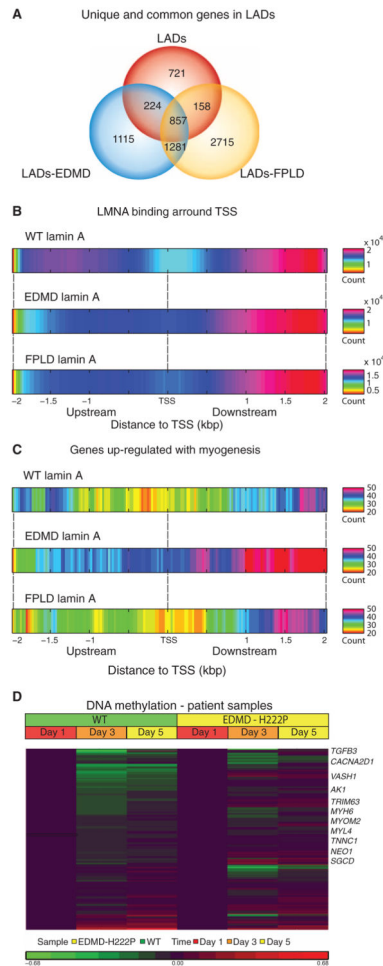 A Unique and common genes in LADs
LADs
721
224
158
857
1115
1281
2715
LADs-EDMD
LADs-FPLD
B LMNA binding arround TSS
WT lamin A
x 10⁴
2
1
Count
EDMD lamin A
x 10⁴
2
1
Count
FPLD lamin A
x 10⁴
1.5
1
0.5
Count
−2 −1.5 −1 TSS 1 1.5 2
Upstream Downstream
Distance to TSS (kbp)
C Genes up-regulated with myogenesis
WT lamin A
50
40
30
20
Count
EDMD lamin A
50
40
30
20
Count
FPLD lamin A
50
40
30
20
Count
−2 −1.5 −1 TSS 1 1.5 2
Upstream Downstream
Distance to TSS (kbp)
D DNA methylation - patient samples
WT EDMD - H222P
Day 1 Day 3 Day 5 Day 1 Day 3 Day 5
TGFB3
CACNA2D1
VASH1
AK1
TRIM63
MYH6
MYOM2
MYL4
TNNC1
NEO1
SGCD
Sample EDMD-H222P WT Time Day 1 Day 3 Day 5
−0.68 0.00 0.68